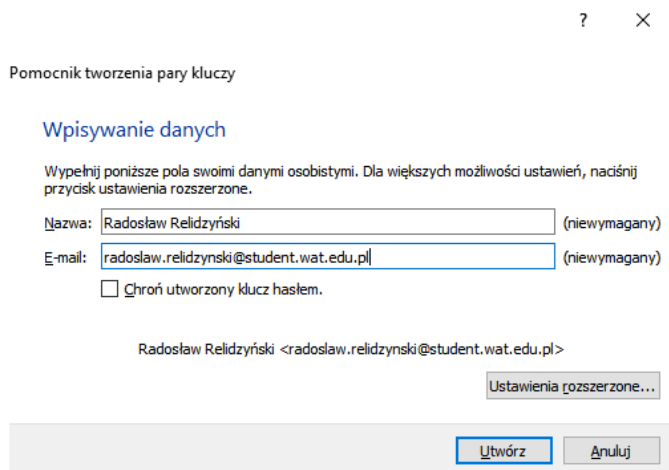 ?
Pomocnik tworzenia pary kluczy
Wpisywanie danych
Wypełnij poniższe pola swoimi danymi osobistymi. Dla większych możliwości ustawień, naciśnij
przycisk ustawienia rozszerzone.
Nazwa: Radosław Relidzyński (niewymagany)
E-mail: radoslaw.relidzynski@student.wat.edu.pl (niewymagany)
Chroń utworzony klucz hasłem.
Radosław Relidzyński <radoslaw.relidzynski@student.wat.edu.pl>
Ustawienia rozszerzone...
Utwórz Anuluj